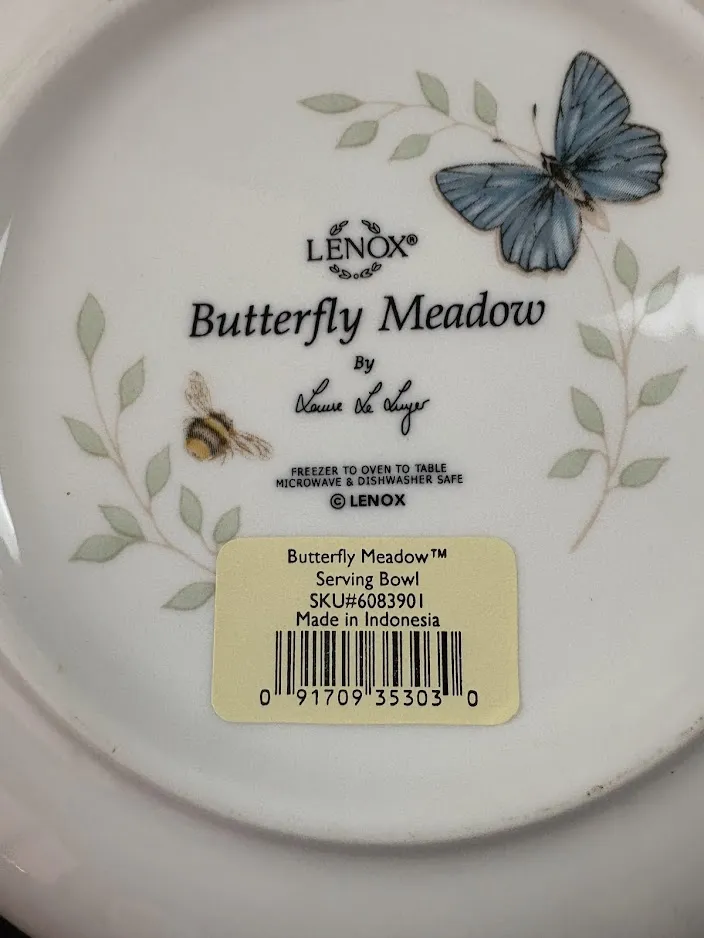 LENOX®
Butterfly Meadow
By
Louise Le Luyer
FREEZER TO OVEN TO TABLE
MICROWAVE & DISHWASHER SAFE
© LENOX
Butterfly Meadow™
Serving Bowl
SKU#6083901
Made in Indonesia
0 91709 35303 0